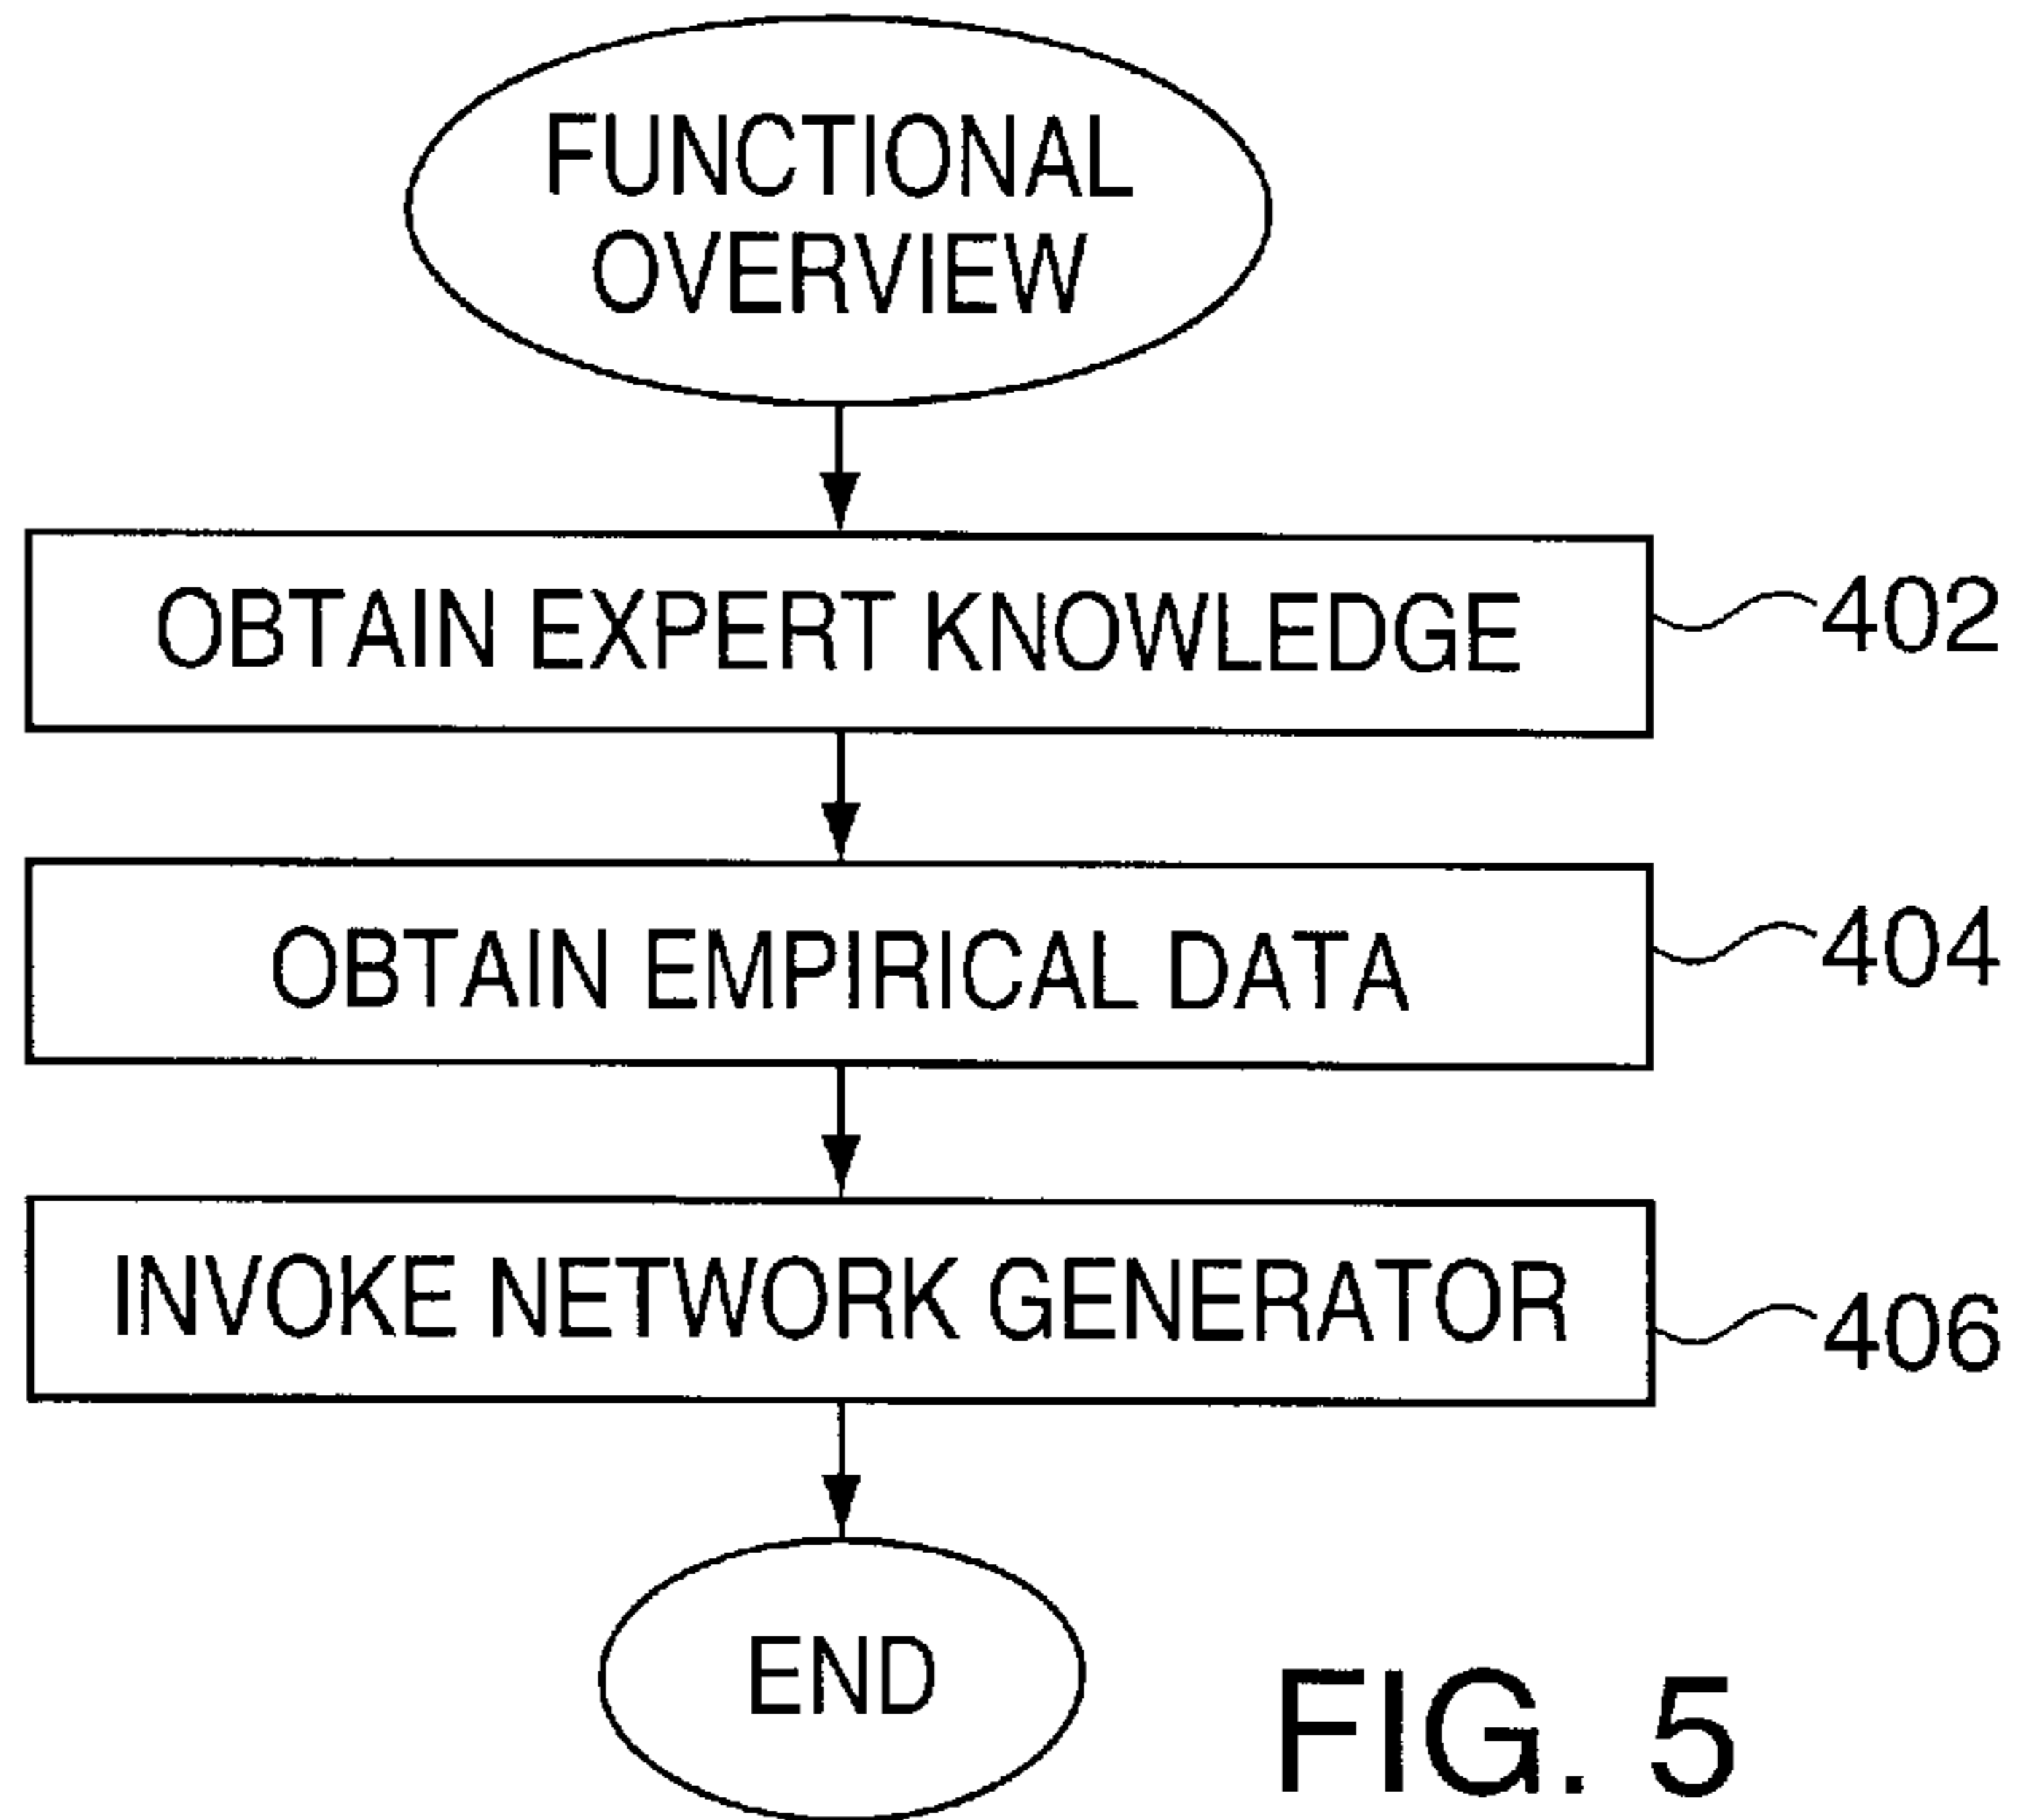 FUNCTIONAL
OVERVIEW
OBTAIN EXPERT KNOWLEDGE
402
OBTAIN EMPIRICAL DATA
404
INVOKE NETWORK GENERATOR
406
END
FIG. 5